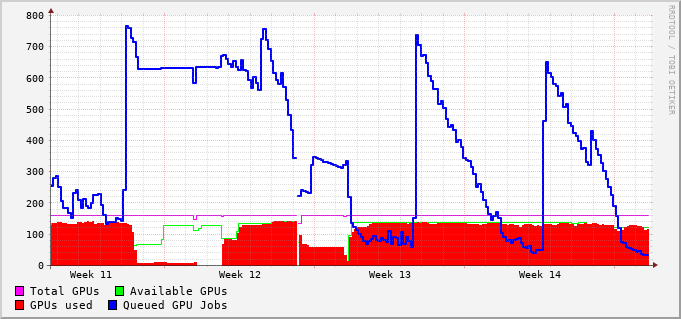 800
700
600
500
400
300
200
100
0
Week 11 Week 12 Week 13 Week 14
Total GPUs Available GPUs
GPUs used Queued GPU Jobs
RRDTOOL / TOBI OETIKER